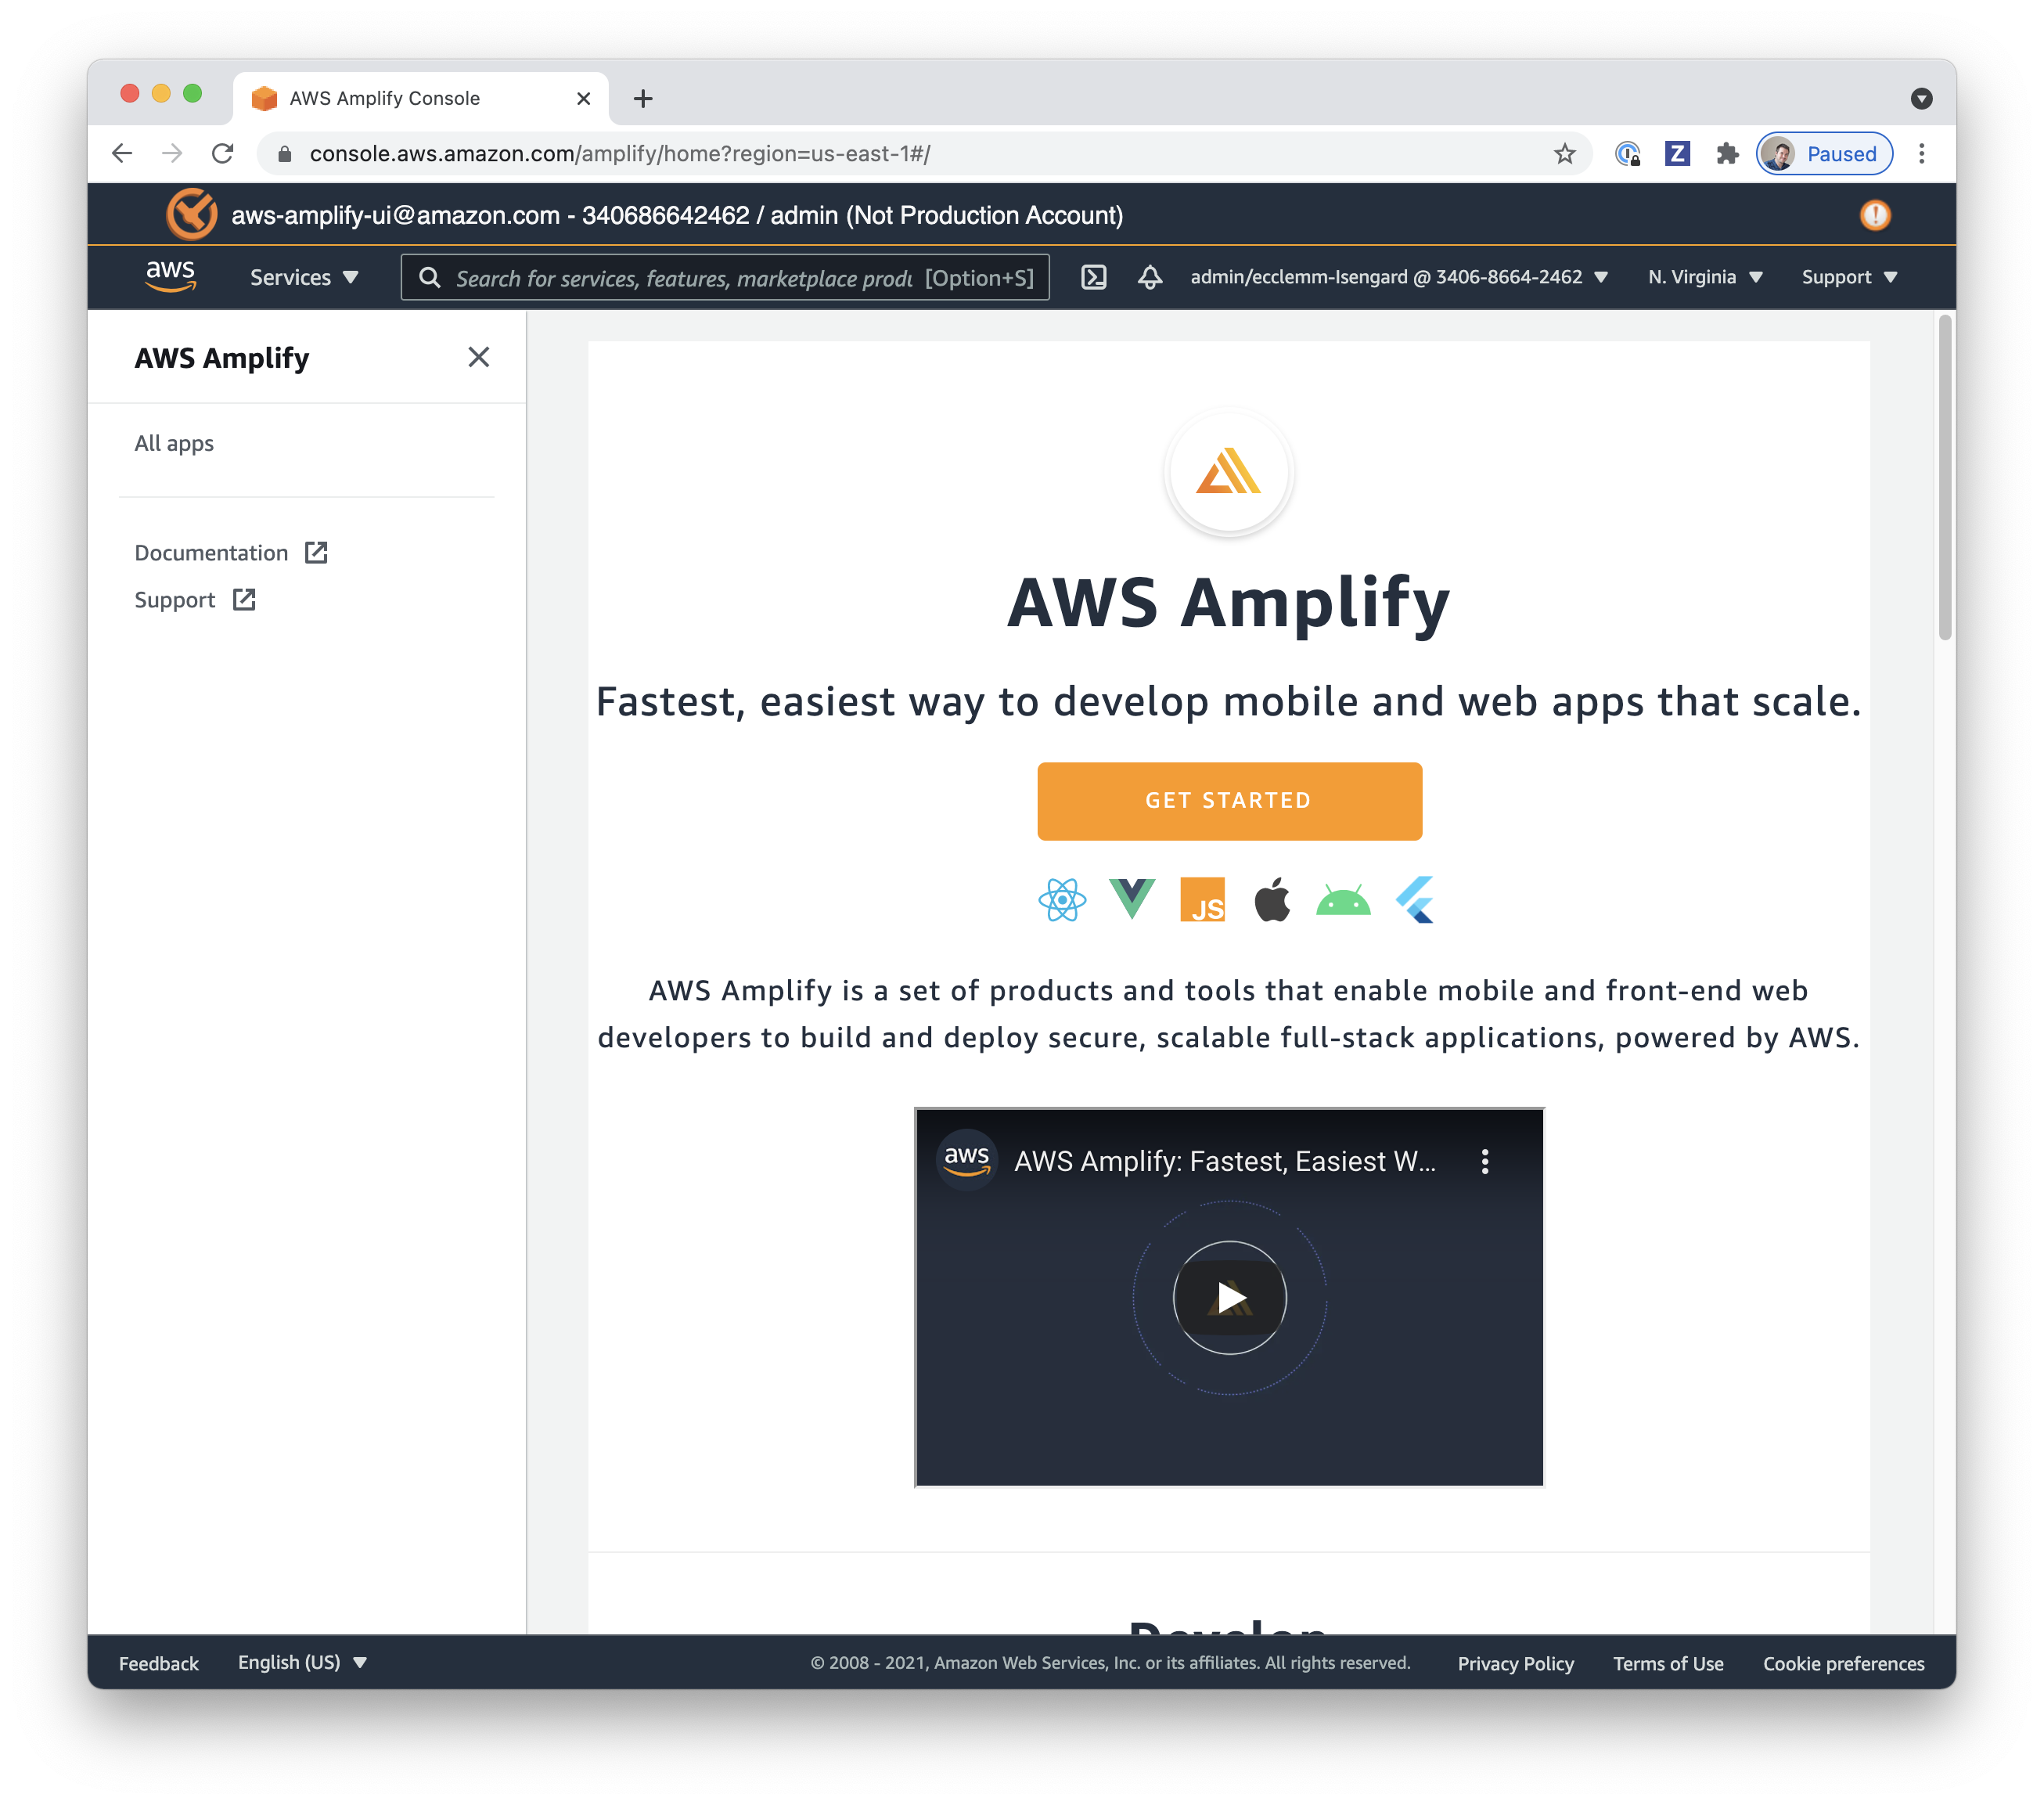 AWS Amplify Console
console.aws.amazon.com/amplify/home?region=us-east-1#/
Z
Paused
aws-amplify-ui@amazon.com - 340686642462 / admin (Not Production Account)
aws
Services
Search for services, features, marketplace produ [Option+S]
admin/ecclemm-Isengard @ 3406-8664-2462
N. Virginia
Support
AWS Amplify
All apps
Documentation
Support
AWS Amplify
Fastest, easiest way to develop mobile and web apps that scale.
GET STARTED
JS
AWS Amplify is a set of products and tools that enable mobile and front-end web
developers to build and deploy secure, scalable full-stack applications, powered by AWS.
aws
AWS Amplify: Fastest, Easiest W...
Develop
Feedback
English (US)
© 2008 - 2021, Amazon Web Services, Inc. or its affiliates. All rights reserved.
Privacy Policy
Terms of Use
Cookie preferences